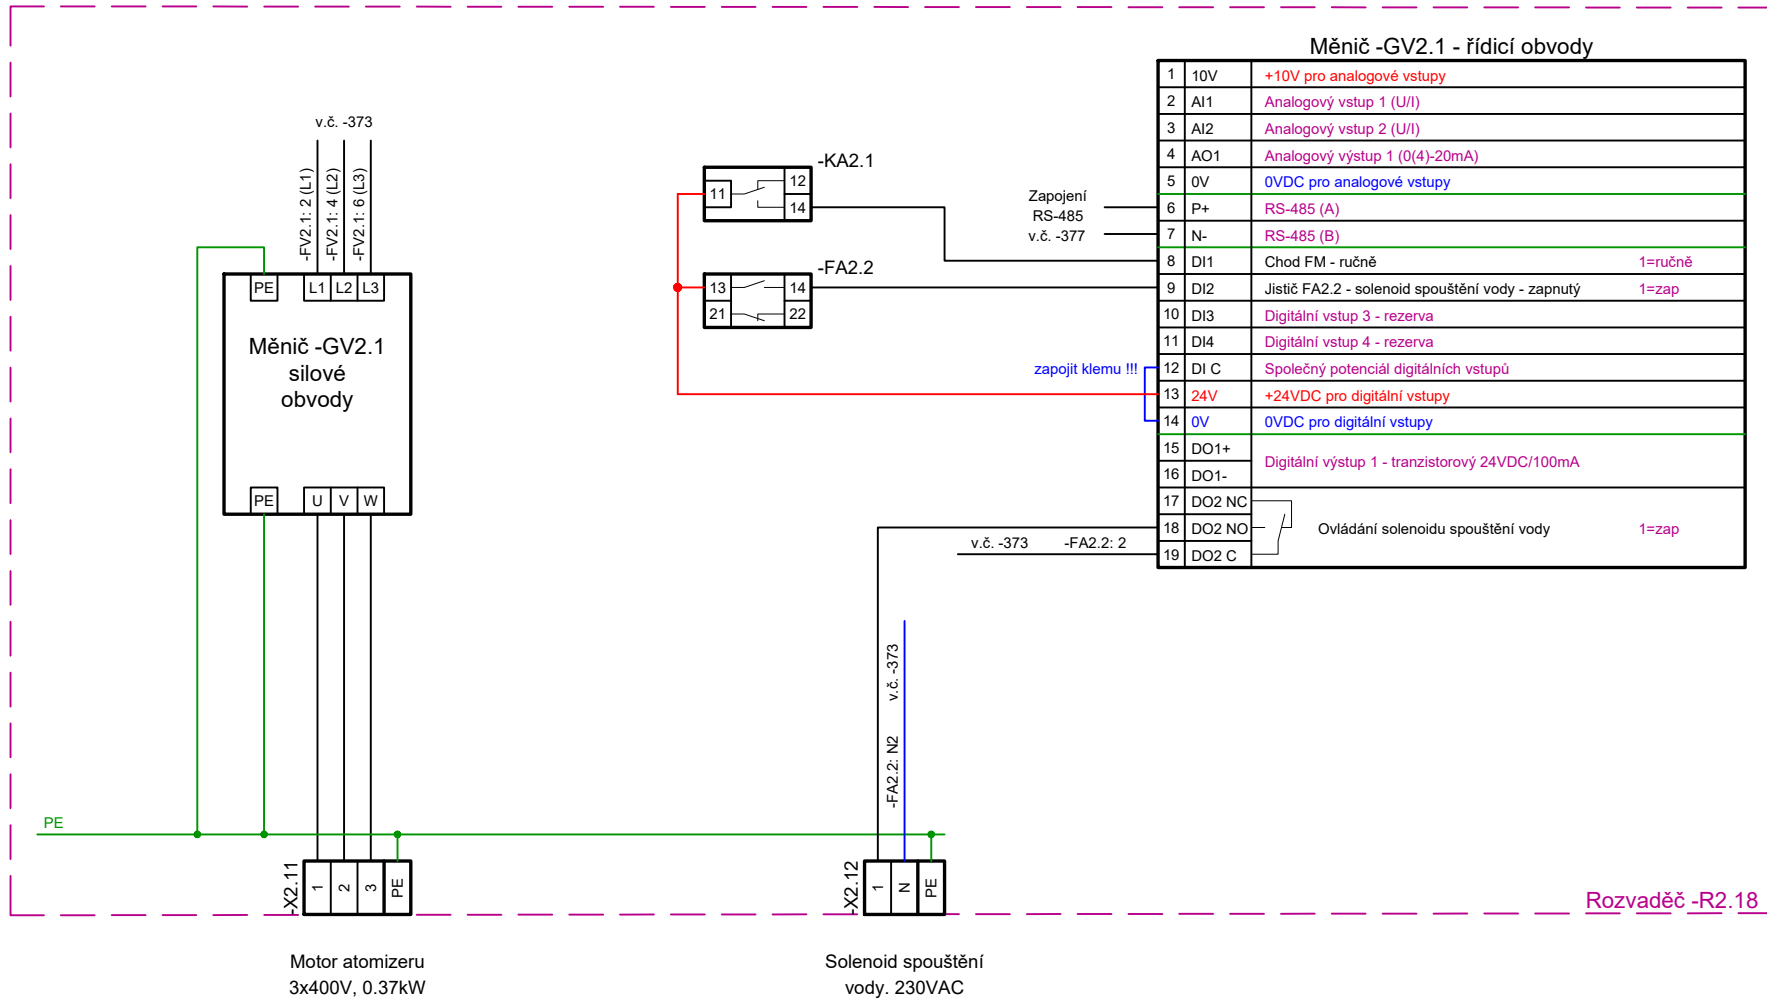 Měnič -GV2.1 - řídicí obvody
1 10V +10V pro analogové vstupy
2 AI1 Analogový vstup 1 (U/I)
3 AI2 Analogový vstup 2 (U/I)
4 AO1 Analogový výstup 1 (0(4)-20mA)
5 0V 0VDC pro analogové vstupy
6 P+ RS-485 (A)
7 N- RS-485 (B)
8 DI1 Chod FM - ručně 1=ručně
9 DI2 Jistič FA2.2 - solenoid spouštění vody - zapnutý 1=zap
10 DI3 Digitální vstup 3 - rezerva
11 DI4 Digitální vstup 4 - rezerva
12 DI C Společný potenciál digitálních vstupů
13 24V +24VDC pro digitální vstupy
14 0V 0VDC pro digitální vstupy
15 DO1+
Digitální výstup 1 - tranzistorový 24VDC/100mA
16 DO1-
17 DO2 NC
18 DO2 NO Ovládání solenoidu spouštění vody 1=zap
19 DO2 C
v.č. -373
-FV2.1: 2 (L1)
-FV2.1: 4 (L2)
-FV2.1: 6 (L3)
PE L1 L2 L3
Měnič -GV2.1
silové
obvody
PE U V W
-KA2.1
11 12
14
-FA2.2
13 14
21 22
Zapojení
RS-485
v.č. -377
zapojit klemu !!!
v.č. -373 -FA2.2: 2
-FA2.2: N2 v.č. -373
PE
-X2.11
1 2 3 PE
-X2.12
1 N PE
Rozvaděč -R2.18
Motor atomizeru
3x400V, 0.37kW
Solenoid spouštění
vody. 230VAC